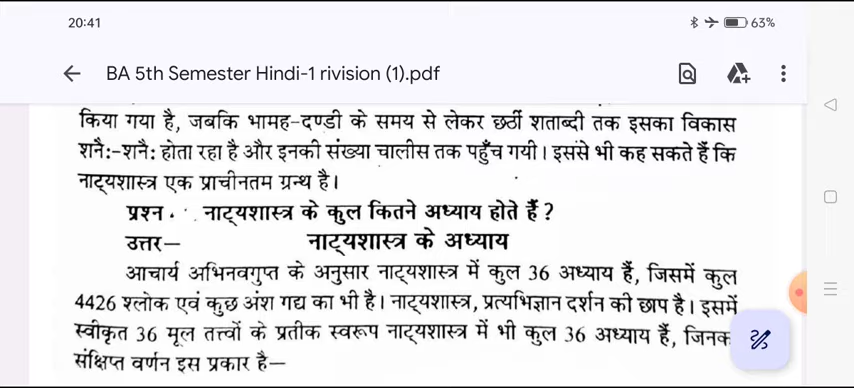 20:41
63%
BA 5th Semester Hindi-1 rivision (1).pdf
किया गया है, जबकि भामह-दण्डी के समय से लेकर छठीं शताब्दी तक इसका विकास
शनै:-शनै: होता रहा है और इनकी संख्या चालीस तक पहुँच गयी। इससे भी कह सकते हैं कि
नाट्यशास्त्र एक प्राचीनतम ग्रन्थ है।
प्रश्न . नाट्यशास्त्र के कुल कितने अध्याय होते हैं ?
उत्तर— नाट्यशास्त्र के अध्याय
आचार्य अभिनवगुप्त के अनुसार नाट्यशास्त्र में कुल 36 अध्याय हैं, जिसमें कुल
4426 श्लोक एवं कुछ अंश गद्य का भी है। नाट्यशास्त्र, प्रत्यभिज्ञान दर्शन की छाप है। इसमें
स्वीकृत 36 मूल तत्त्वों के प्रतीक स्वरूप नाट्यशास्त्र में भी कुल 36 अध्याय हैं, जिनक
संक्षिप्त वर्णन इस प्रकार है—